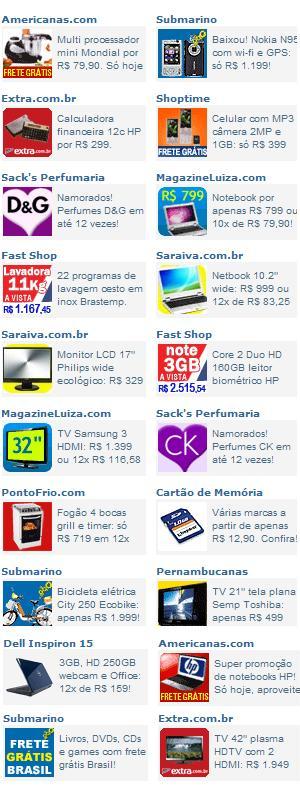 Americanas.com
Multi processador
mini Mondial por
R$ 79,90. Só hoje
FRETE GRÁTIS
Submarino
Baixou! Nokia N95
com wi-fi e GPS:
só R$ 1.199!
Extra.com.br
Calculadora
financeira 12c HP
por R$ 299.
extra.com.br
Shoptime
Celular com MP3
câmera 2MP e
1GB: só R$ 399
FRETE GRÁTIS
Sack's Perfumaria
D&G
Namorados!
Perfumes D&G em
até 12 vezes!
MagazineLuiza.com
R$ 799
Notebook por
apenas R$ 799 ou
10x de R$ 79,90!
Fast Shop
Lavadora
11Kg
A VISTA
R$ 1.167,45
22 programas de
lavagem cesto em
inox Brastemp.
Saraiva.com.br
Netbook 10.2"
wide: R$ 999 ou
12x de R$ 83,25
Saraiva.com.br
Monitor LCD 17"
Philips wide
ecológico: R$ 329
Fast Shop
note
3GB
A VISTA
R$ 2.515,54
Core 2 Duo HD
160GB leitor
biométrico HP
MagazineLuiza.com
32"
TV Samsung 3
HDMI: R$ 1.399
ou 12x R$ 116,58
Sack's Perfumaria
CK
Namorados!
Perfumes CK em
até 12 vezes!
PontoFrio.com
Fogão 4 bocas
grill e timer: só
R$ 719 em 12x
Cartão de Memória
Várias marcas a
partir de apenas
R$ 12,90. Confira!
Submarino
Bicicleta elétrica
City 250 Ecobike:
apenas R$ 1.999!
Pernambucanas
TV 21" tela plana
Semp Toshiba:
apenas R$ 499
Dell Inspiron 15
3GB, HD 250GB
webcam e Office:
12x de R$ 159!
Americanas.com
hp
FRETE GRÁTIS
Super promoção
de notebooks HP!
Só hoje, aproveite
Submarino
FRETE
GRÁTIS
BRASIL
Livros, DVDs, CDs
e games com frete
grátis Brasil!
Extra.com.br
extra.com.br
TV 42" plasma
HDTV com 2
HDMI: R$ 1.949